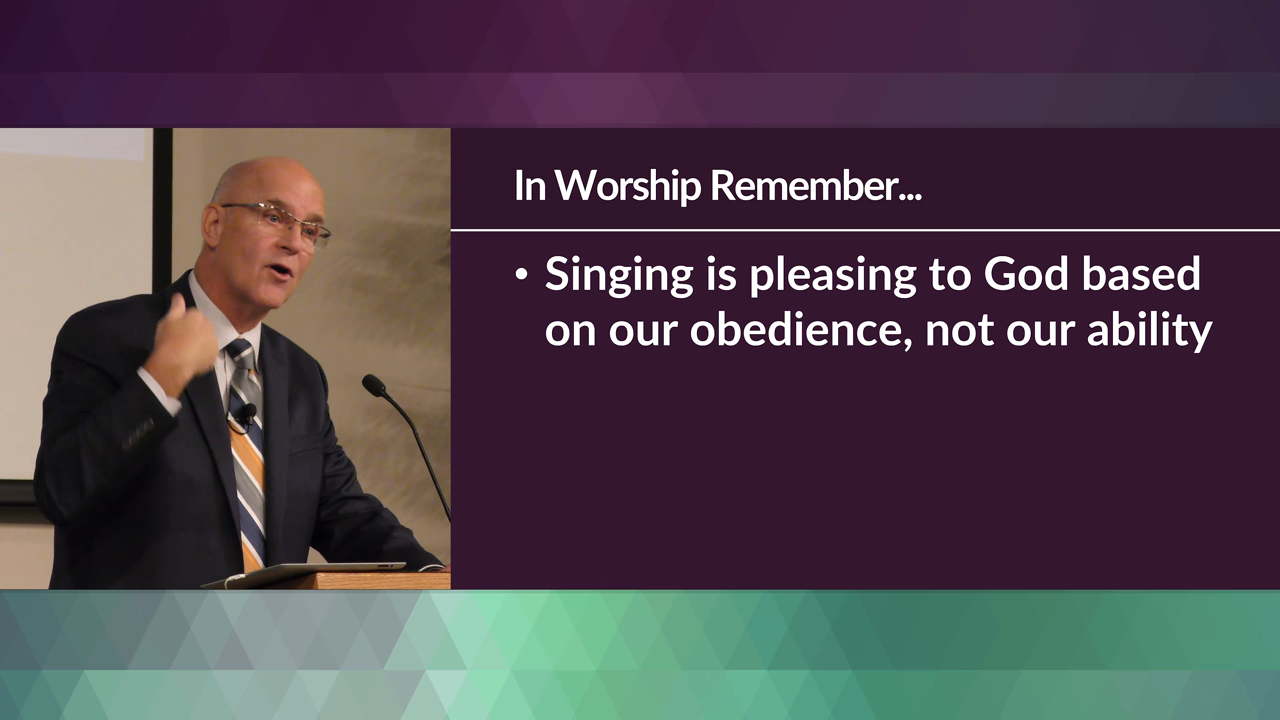 In Worship Remember...
• Singing is pleasing to God based
on our obedience, not our ability